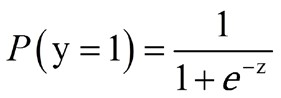 P(y = 1) = 1 / (1 + e^{-z})